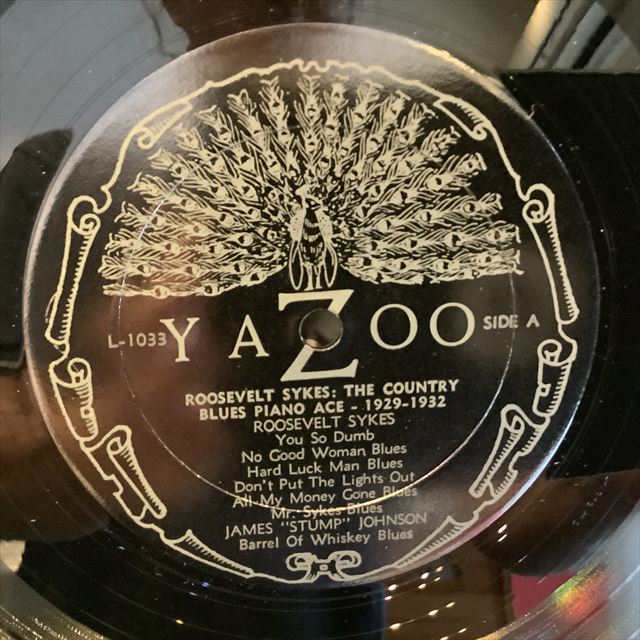 L-1033 YAZOO SIDE A
ROOSEVELT SYKES: THE COUNTRY
BLUES PIANO ACE - 1929-1932
ROOSEVELT SYKES
You So Dumb
No Good Woman Blues
Hard Luck Man Blues
Don't Put The Lights Out
All My Money Gone Blues
Mr. Sykes Blues
JAMES "STUMP" JOHNSON
Barrel Of Whiskey Blues